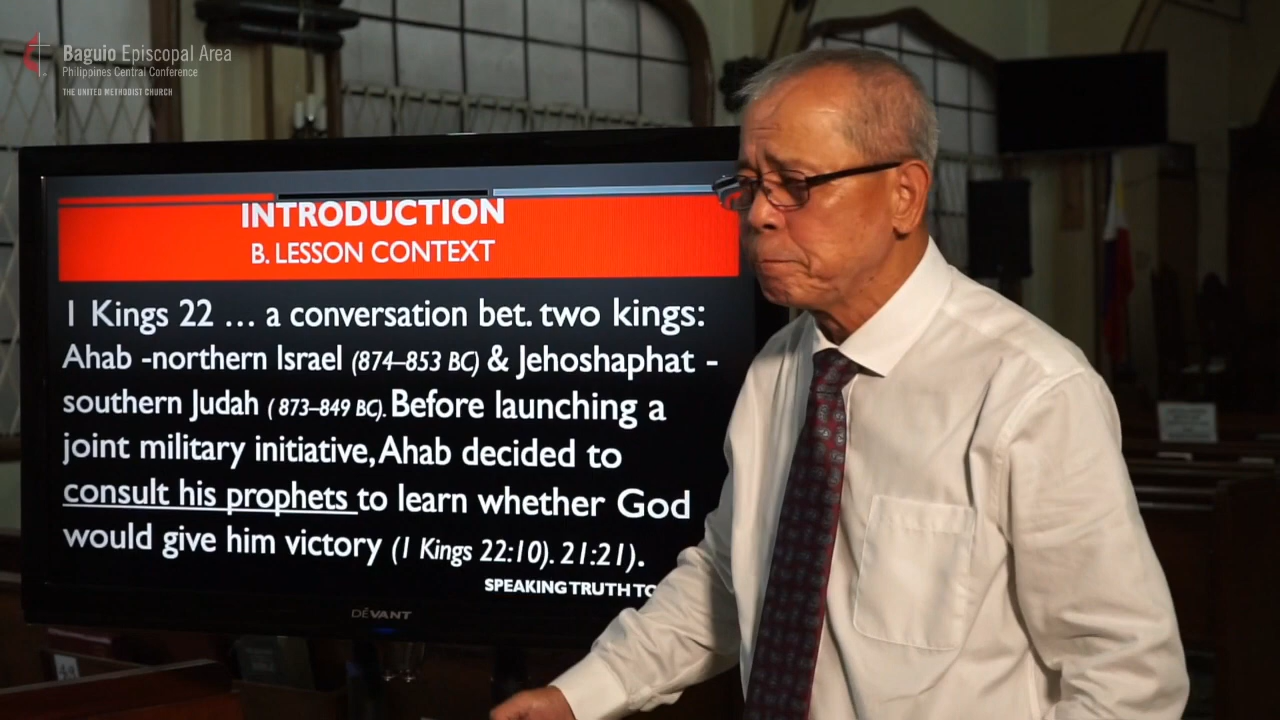 Baguio Episcopal Area
Philippines Central Conference
THE UNITED METHODIST CHURCH
INTRODUCTION
B. LESSON CONTEXT
1 Kings 22 ... a conversation bet. two kings:
Ahab -northern Israel (874–853 BC) & Jehoshaphat -
southern Judah ( 873–849 BC). Before launching a
joint military initiative, Ahab decided to
consult his prophets to learn whether God
would give him victory (1 Kings 22:10). 21:21).
SPEAKING TRUTH TO
DEVANT